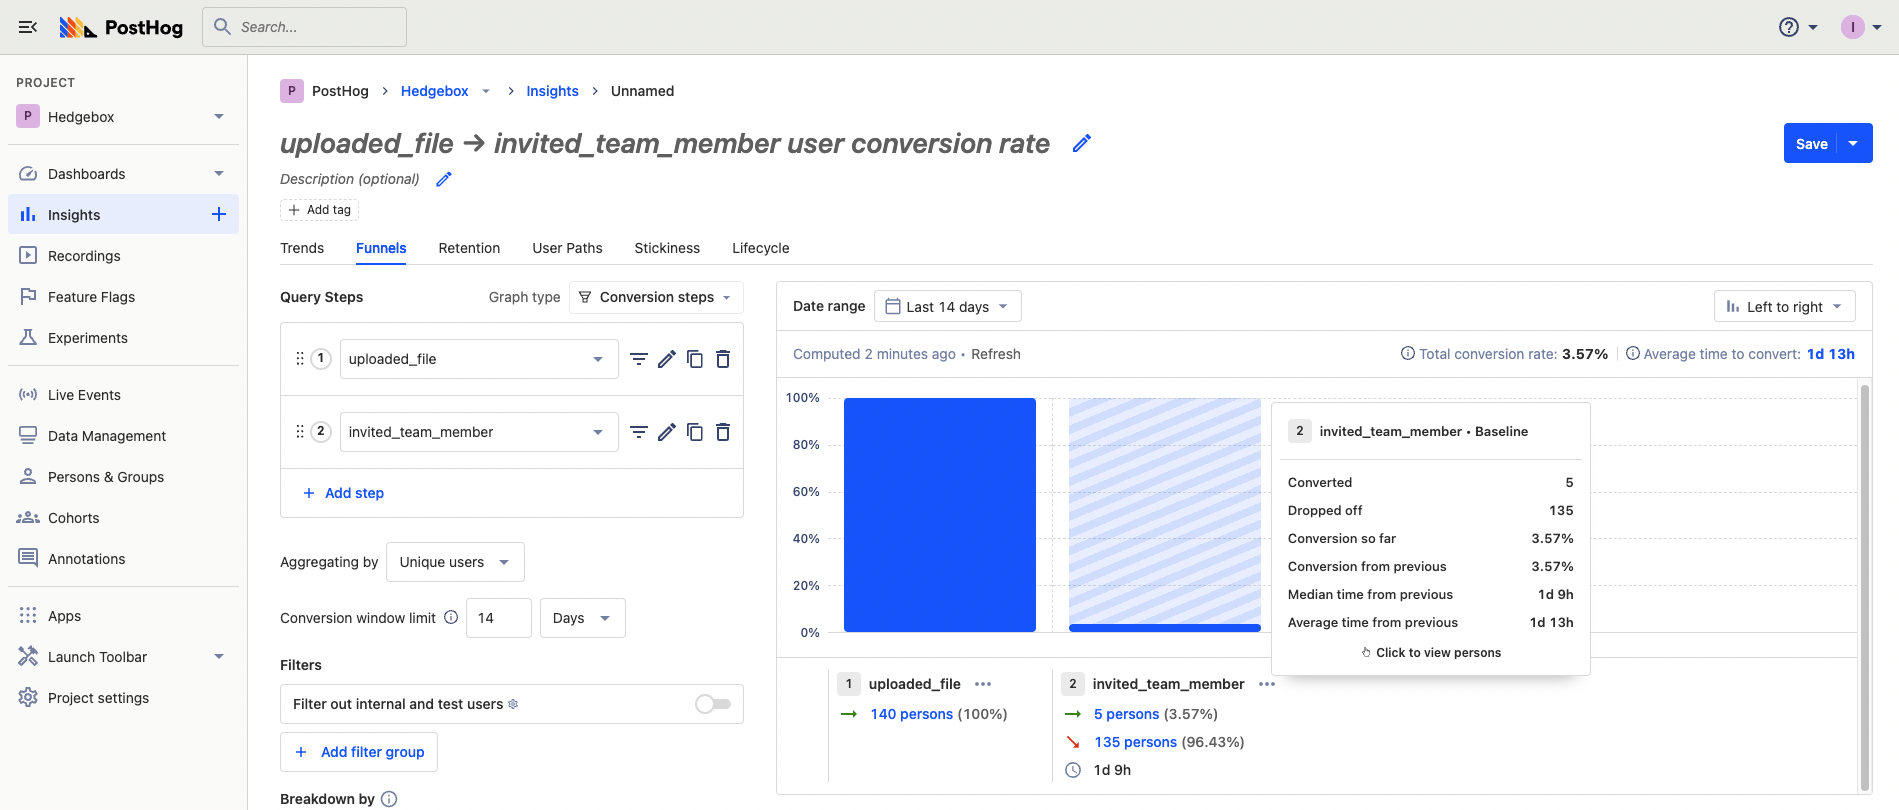 PostHog
Search...
I
PROJECT
P Hedgebox
Dashboards
Insights
Recordings
Feature Flags
Experiments
Live Events
Data Management
Persons & Groups
Cohorts
Annotations
Apps
Launch Toolbar
Project settings
P PostHog > Hedgebox > Insights > Unnamed
uploaded_file → invited_team_member user conversion rate
Save
Description (optional)
+ Add tag
Trends Funnels Retention User Paths Stickiness Lifecycle
Query Steps Graph type Conversion steps
1 uploaded_file
2 invited_team_member
+ Add step
Aggregating by Unique users
Conversion window limit 14 Days
Filters
Filter out internal and test users
+ Add filter group
Breakdown by
Date range Last 14 days Left to right
Computed 2 minutes ago • Refresh Total conversion rate: 3.57% Average time to convert: 1d 13h
100%
80%
60%
40%
20%
0%
2 invited_team_member • Baseline
Converted 5
Dropped off 135
Conversion so far 3.57%
Conversion from previous 3.57%
Median time from previous 1d 9h
Average time from previous 1d 13h
Click to view persons
1 uploaded_file
→ 140 persons (100%)
2 invited_team_member
→ 5 persons (3.57%)
↘ 135 persons (96.43%)
1d 9h